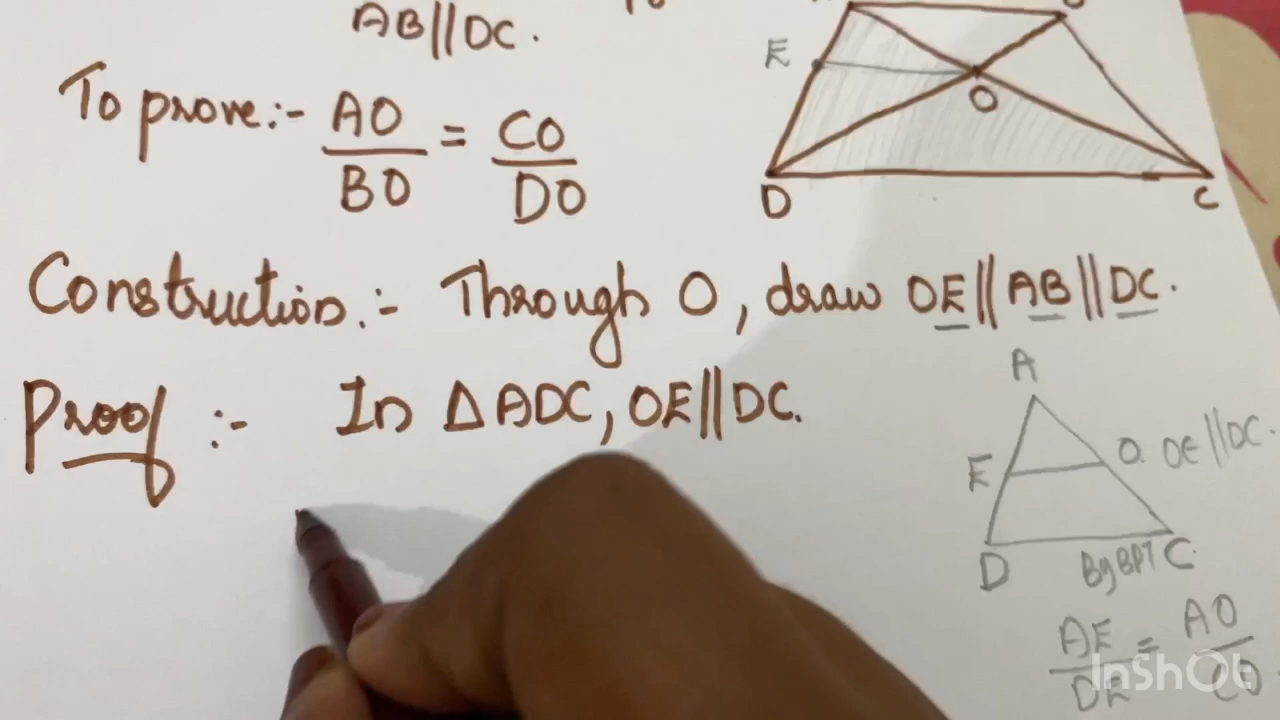 AB||DC.
E
O
To prove:- AO/BO = CO/DO
D
C
Construction:- Through O, draw OE||AB||DC.
A
Proof :- In ΔADC, OE||DC.
E
O. OE||DC.
D
By BPT C
AE/DE = AO/CO
InShOt